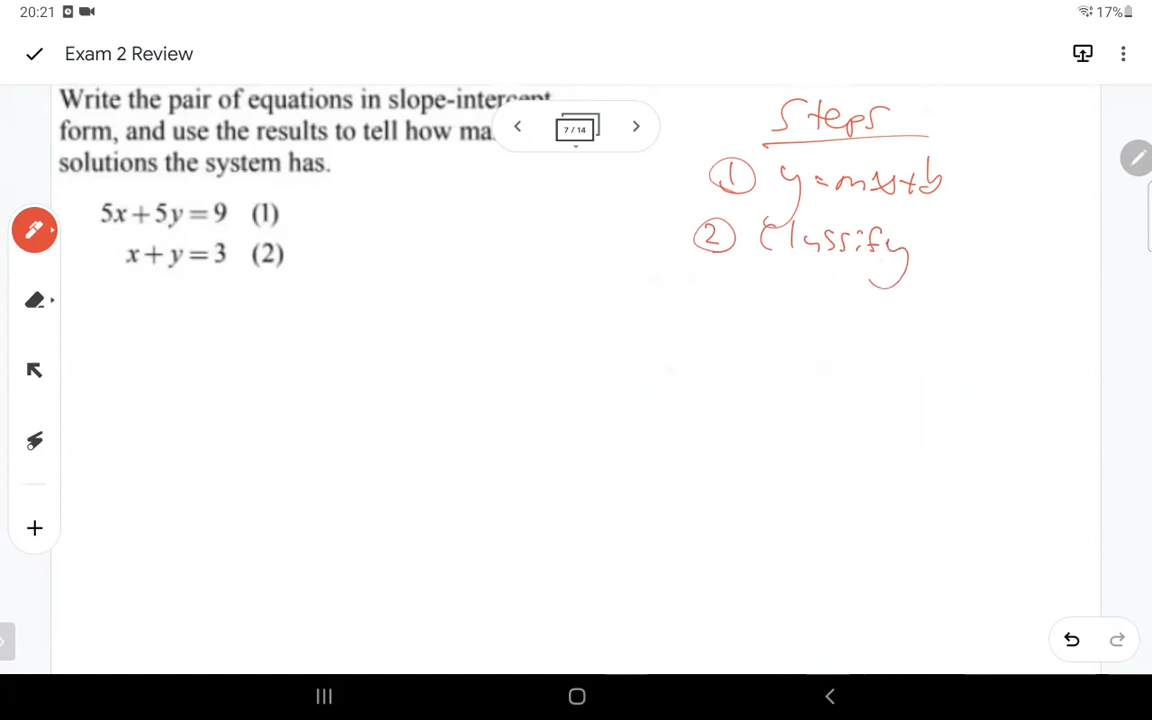 20:21 17%
Exam 2 Review
Write the pair of equations in slope-intercept
form, and use the results to tell how ma
solutions the system has.
5x+5y=9 (1)
x+y=3 (2)
7 / 14
Steps
① y=mx+b
② Classify